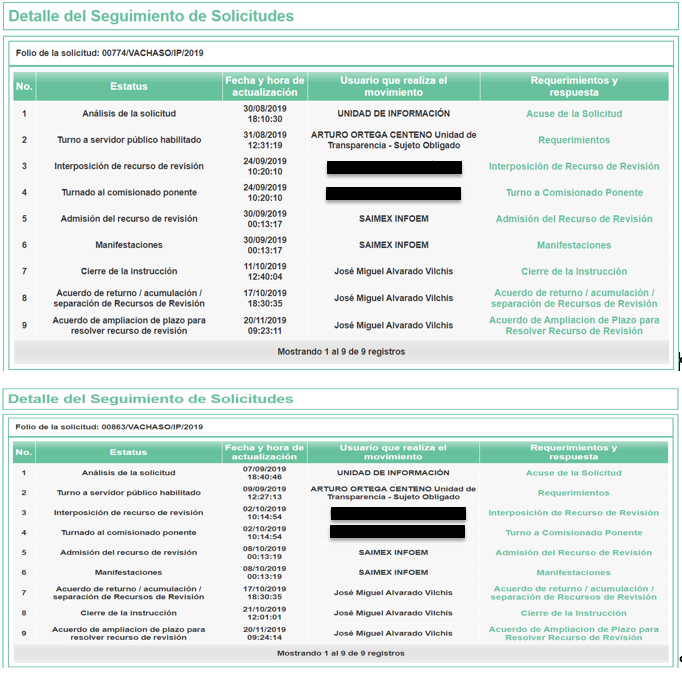 Detalle del Seguimiento de Solicitudes
Folio de la solicitud: 00774/VACHASO/IP/2019
No. Estatus Fecha y hora de actualización Usuario que realiza el movimiento Requerimientos y respuesta
1 Análisis de la solicitud 30/08/2019 18:10:30 UNIDAD DE INFORMACIÓN Acuse de la Solicitud
2 Turno a servidor público habilitado 31/08/2019 12:31:19 ARTURO ORTEGA CENTENO Unidad de Transparencia - Sujeto Obligado Requerimientos
3 Interposición de recurso de revisión 24/09/2019 10:20:10 Interposición de Recurso de Revisión
4 Turnado al comisionado ponente 24/09/2019 10:20:10 Turno a Comisionado Ponente
5 Admisión del recurso de revisión 30/09/2019 00:13:17 SAIMEX INFOEM Admisión del Recurso de Revisión
6 Manifestaciones 30/09/2019 00:13:17 SAIMEX INFOEM Manifestaciones
7 Cierre de la instrucción 11/10/2019 12:40:04 José Miguel Alvarado Vilchis Cierre de la Instrucción
8 Acuerdo de returno / acumulación / separación de Recursos de Revisión 17/10/2019 18:30:35 José Miguel Alvarado Vilchis Acuerdo de returno / acumulación / separación de Recursos de Revisión
9 Acuerdo de ampliacion de plazo para resolver recurso de revisión 20/11/2019 09:23:11 José Miguel Alvarado Vilchis Acuerdo de Ampliacion de Plazo para Resolver Recurso de Revisión
Mostrando 1 al 9 de 9 registros
Detalle del Seguimiento de Solicitudes
Folio de la solicitud: 00863/VACHASO/IP/2019
No. Estatus Fecha y hora de actualización Usuario que realiza el movimiento Requerimientos y respuesta
1 Análisis de la solicitud 07/09/2019 18:40:46 UNIDAD DE INFORMACIÓN Acuse de la Solicitud
2 Turno a servidor público habilitado 09/09/2019 12:27:13 ARTURO ORTEGA CENTENO Unidad de Transparencia - Sujeto Obligado Requerimientos
3 Interposición de recurso de revisión 02/10/2019 10:14:54 Interposición de Recurso de Revisión
4 Turnado al comisionado ponente 02/10/2019 10:14:54 Turno a Comisionado Ponente
5 Admisión del recurso de revisión 08/10/2019 00:13:19 SAIMEX INFOEM Admisión del Recurso de Revisión
6 Manifestaciones 08/10/2019 00:13:19 SAIMEX INFOEM Manifestaciones
7 Acuerdo de returno / acumulación / separación de Recursos de Revisión 17/10/2019 18:30:35 José Miguel Alvarado Vilchis Acuerdo de returno / acumulación / separación de Recursos de Revisión
8 Cierre de la instrucción 21/10/2019 12:01:01 José Miguel Alvarado Vilchis Cierre de la Instrucción
9 Acuerdo de ampliacion de plazo para resolver recurso de revisión 20/11/2019 09:24:14 José Miguel Alvarado Vilchis Acuerdo de Ampliacion de Plazo para Resolver Recurso de Revisión
Mostrando 1 al 9 de 9 registros